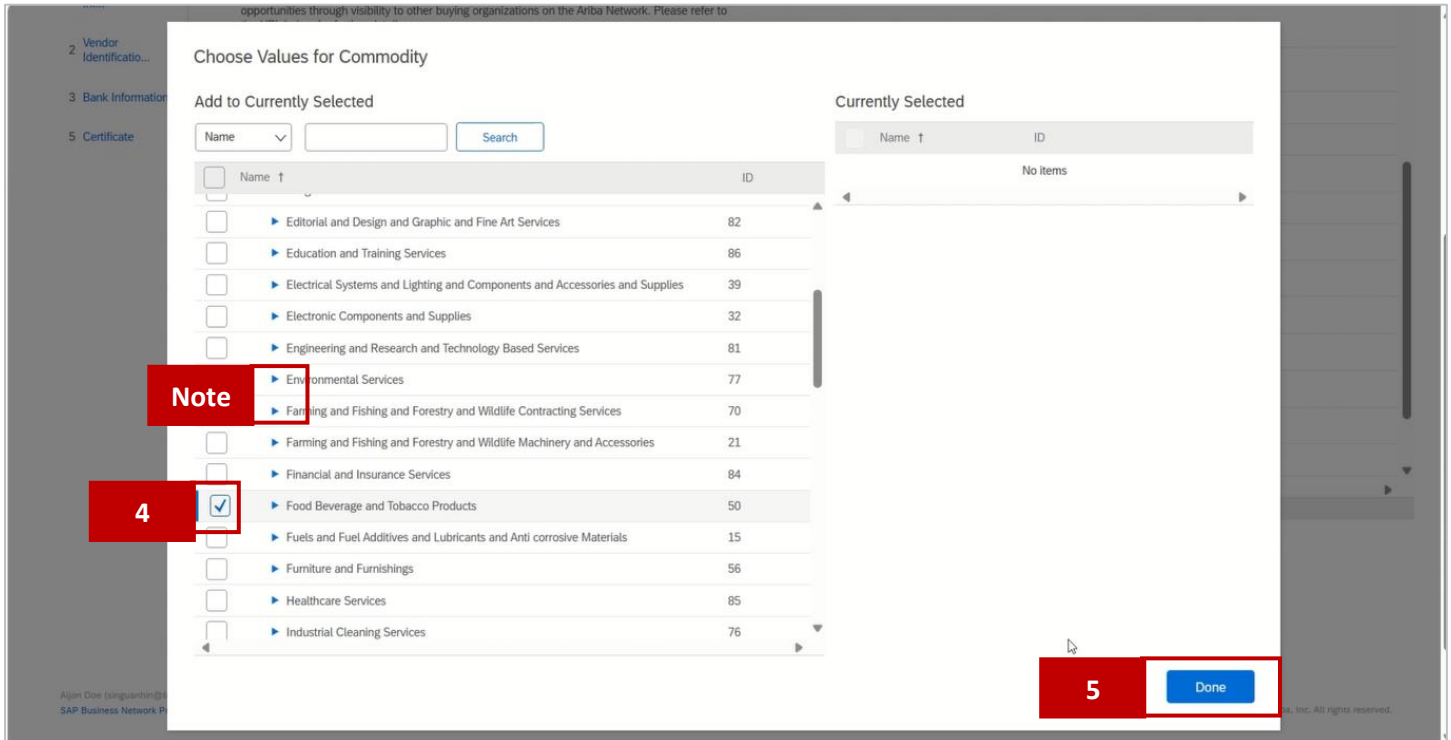 opportunities through visibility to other buying organizations on the Ariba Network. Please refer to
2 Vendor
Identificatio...
3 Bank Information
5 Certificate
Choose Values for Commodity
Add to Currently Selected
Name
Search
Name ↑ ID
Editorial and Design and Graphic and Fine Art Services 82
Education and Training Services 86
Electrical Systems and Lighting and Components and Accessories and Supplies 39
Electronic Components and Supplies 32
Engineering and Research and Technology Based Services 81
Environmental Services 77
Note
Farming and Fishing and Forestry and Wildlife Contracting Services 70
Farming and Fishing and Forestry and Wildlife Machinery and Accessories 21
Financial and Insurance Services 84
4
Food Beverage and Tobacco Products 50
Fuels and Fuel Additives and Lubricants and Anti corrosive Materials 15
Furniture and Furnishings 56
Healthcare Services 85
Industrial Cleaning Services 76
Currently Selected
Name ↑ ID
No items
5
Done
Aijon Doe
SAP Business Network
Inc. All rights reserved.